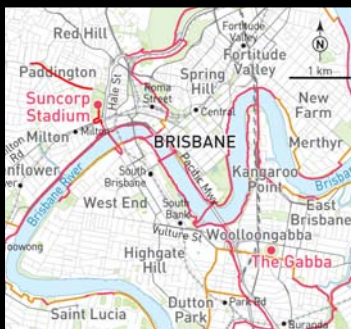 Red Hill
Fortitude
Valley
Fortitude
Valley
N
1 km
Paddington
Hale St
Spring
Hill
Roma
Street
Suncorp
Stadium
Central
New
Farm
Milton
Milton
BRISBANE
Merthyr
Rd
Pacific Mwy
Kangaroo
Point
South
Brisbane
Brisbane River
West End
South
Bank
East
Brisbane
Vulture St
Woolloongabba
oowong
Highgate
Hill
The Gabba
Dutton
Park
Park Rd
Saint Lucia
Buranda